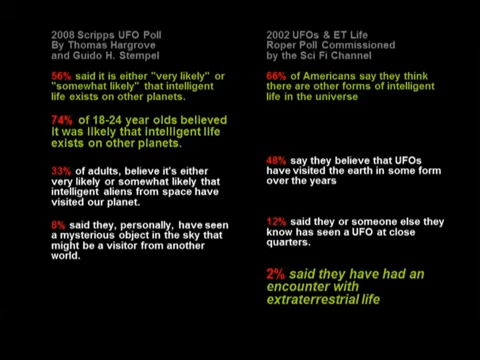 2008 Scripps UFO Poll
By Thomas Hargrove
and Guido H. Stempel
56% said it is either "very likely" or
"somewhat likely" that intelligent
life exists on other planets.
74% of 18-24 year olds believed
it was likely that intelligent life
exists on other planets.
33% of adults, believe it's either
very likely or somewhat likely that
intelligent aliens from space have
visited our planet.
8% said they, personally, have seen
a mysterious object in the sky that
might be a visitor from another
world.
2002 UFOs & ET Life
Roper Poll Commissioned
by the Sci Fi Channel
66% of Americans say they think
there are other forms of intelligent
life in the universe
48% say they believe that UFOs
have visited the earth in some form
over the years
12% said they or someone else they
know has seen a UFO at close
quarters.
2% said they have had an
encounter with
extraterrestrial life